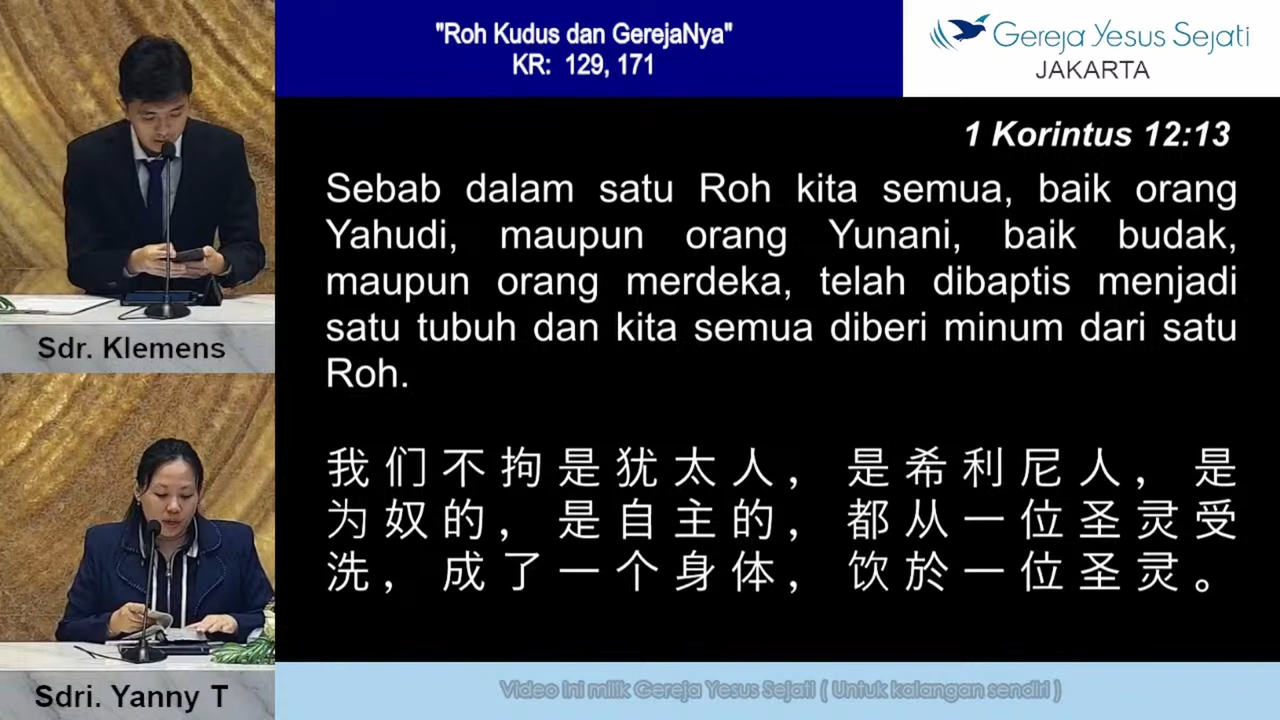 "Roh Kudus dan GerejaNya"
KR: 129, 171
Gereja Yesus Sejati
JAKARTA
1 Korintus 12:13
Sebab dalam satu Roh kita semua, baik orang
Yahudi, maupun orang Yunani, baik budak,
maupun orang merdeka, telah dibaptis menjadi
satu tubuh dan kita semua diberi minum dari satu
Roh.
我们不拘是犹太人，是希利尼人，是
为奴的，是自主的，都从一位圣灵受
洗，成了一个身体，饮於一位圣灵。
Sdr. Klemens
Sdri. Yanny T
Video ini milik Gereja Yesus Sejati ( Untuk kalangan sendiri )